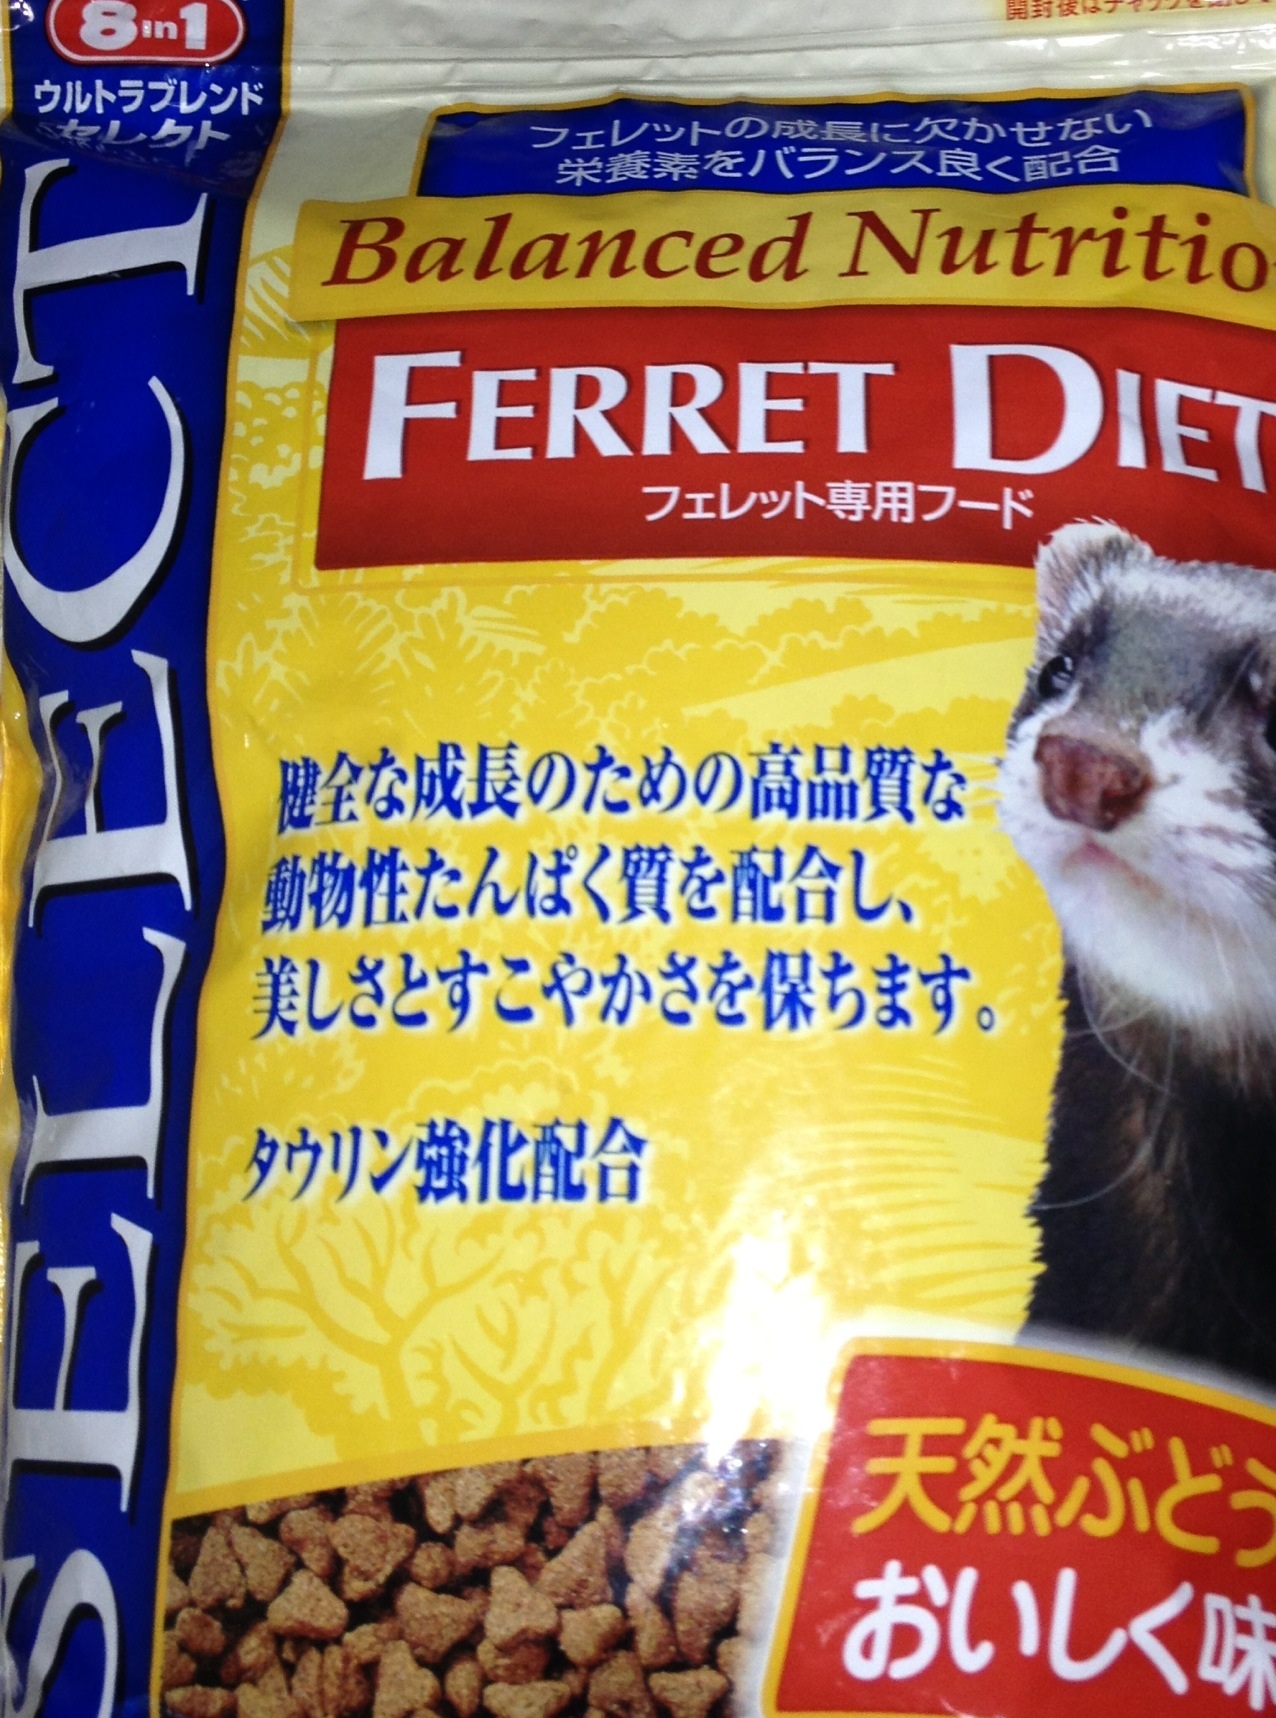 8in1
ウルトラブレンド
セレクト
SELECT
フェレットの成長に欠かせない
栄養素をバランス良く配合
Balanced Nutritio
FERRET DIET
フェレット専用フード
健全な成長のための高品質な
動物性たんぱく質を配合し、
美しさとすこやかさを保ちます。
タウリン強化配合
天然ぶどう
おいしく味